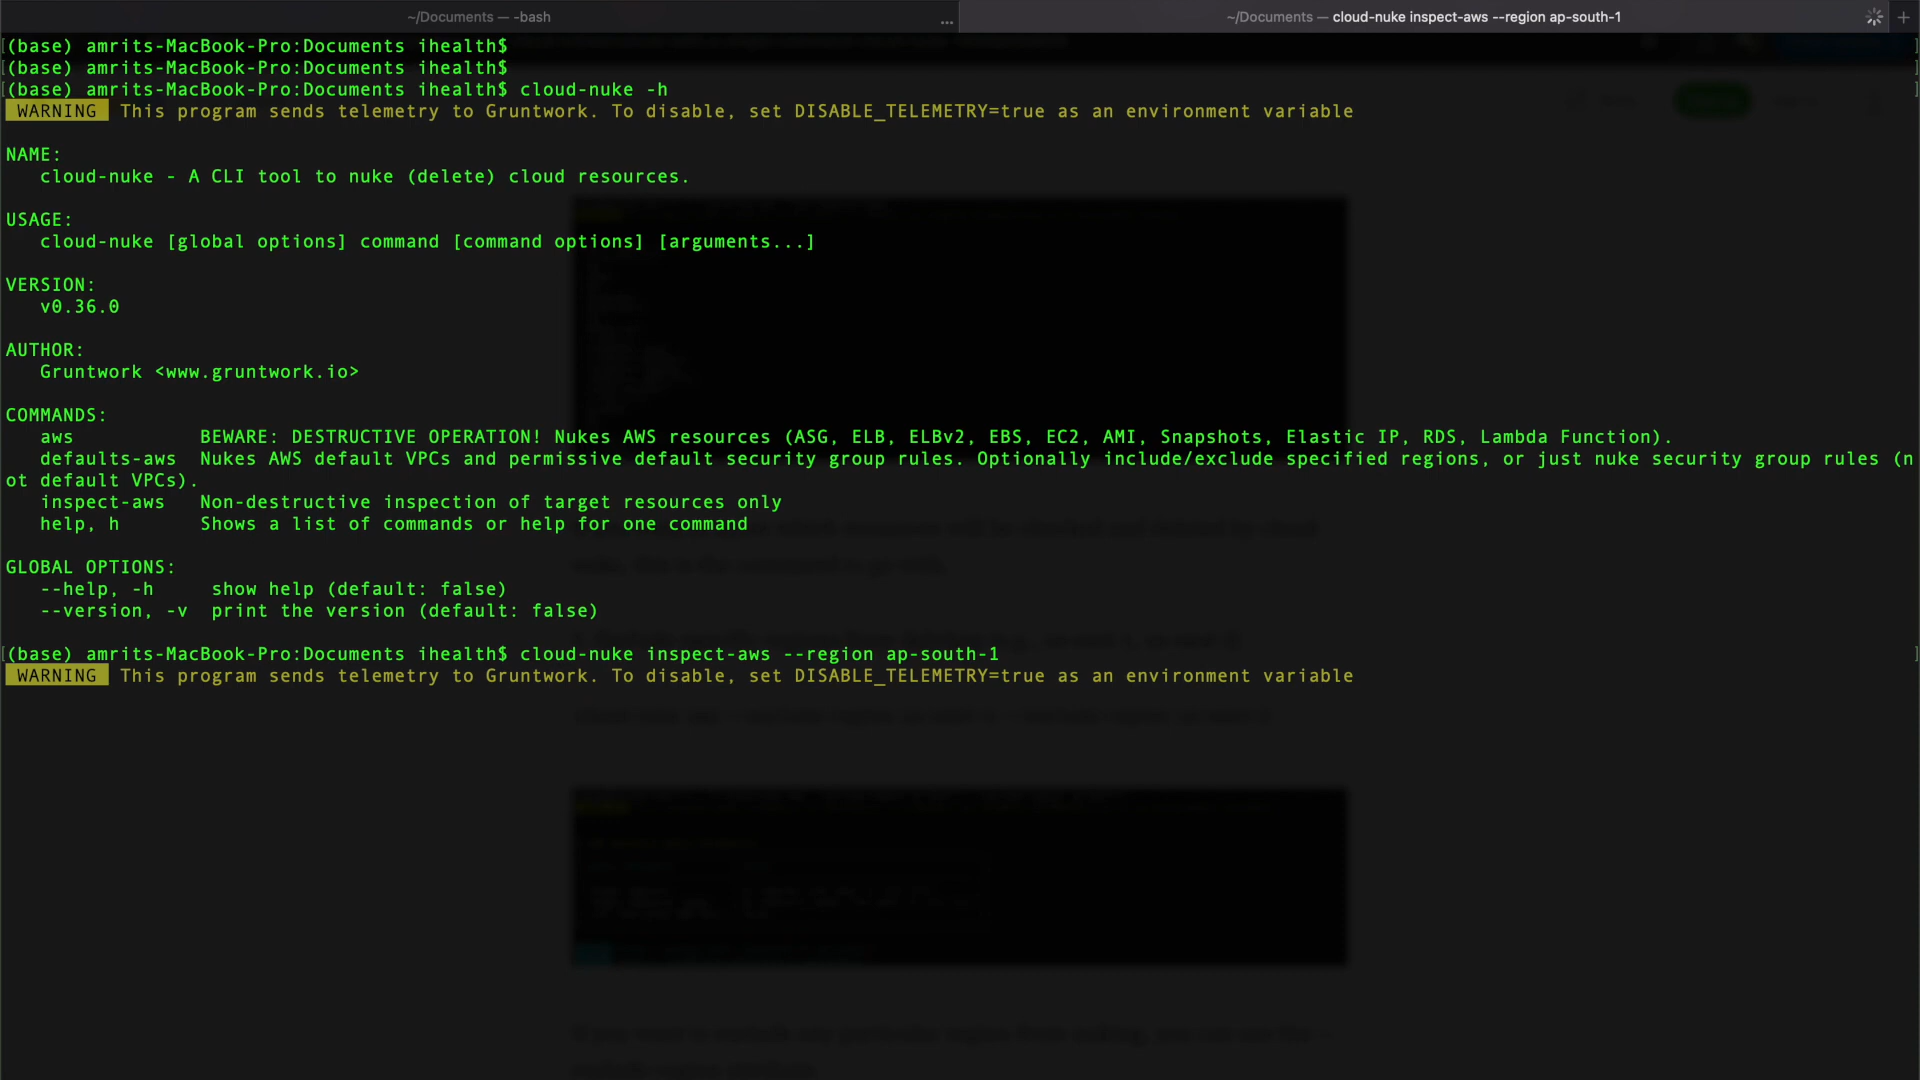 ~/Documents — -bash
...
~/Documents — cloud-nuke inspect-aws --region ap-south-1
+
[(base) amrits-MacBook-Pro:Documents ihealth$ ]
[(base) amrits-MacBook-Pro:Documents ihealth$ ]
[(base) amrits-MacBook-Pro:Documents ihealth$ cloud-nuke -h ]
WARNING This program sends telemetry to Gruntwork. To disable, set DISABLE_TELEMETRY=true as an environment variable
NAME:
cloud-nuke - A CLI tool to nuke (delete) cloud resources.
USAGE:
cloud-nuke [global options] command [command options] [arguments...]
VERSION:
v0.36.0
AUTHOR:
Gruntwork <www.gruntwork.io>
COMMANDS:
aws BEWARE: DESTRUCTIVE OPERATION! Nukes AWS resources (ASG, ELB, ELBv2, EBS, EC2, AMI, Snapshots, Elastic IP, RDS, Lambda Function).
defaults-aws Nukes AWS default VPCs and permissive default security group rules. Optionally include/exclude specified regions, or just nuke security group rules (n
ot default VPCs).
inspect-aws Non-destructive inspection of target resources only
help, h Shows a list of commands or help for one command
GLOBAL OPTIONS:
--help, -h show help (default: false)
--version, -v print the version (default: false)
[(base) amrits-MacBook-Pro:Documents ihealth$ cloud-nuke inspect-aws --region ap-south-1 ]
WARNING This program sends telemetry to Gruntwork. To disable, set DISABLE_TELEMETRY=true as an environment variable